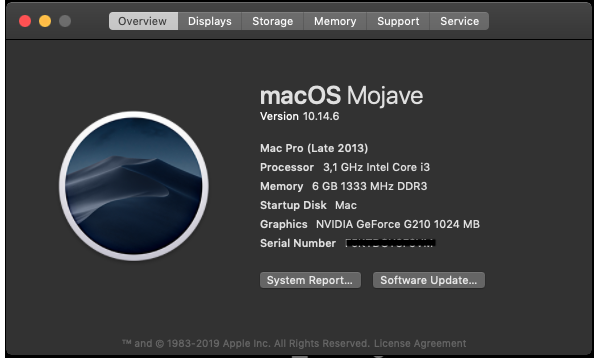 Overview Displays Storage Memory Support Service
macOS Mojave
Version 10.14.6
Mac Pro (Late 2013)
Processor 3,1 GHz Intel Core i3
Memory 6 GB 1333 MHz DDR3
Startup Disk Mac
Graphics NVIDIA GeForce G210 1024 MB
Serial Number
System Report... Software Update...
™ and © 1983-2019 Apple Inc. All Rights Reserved. License Agreement